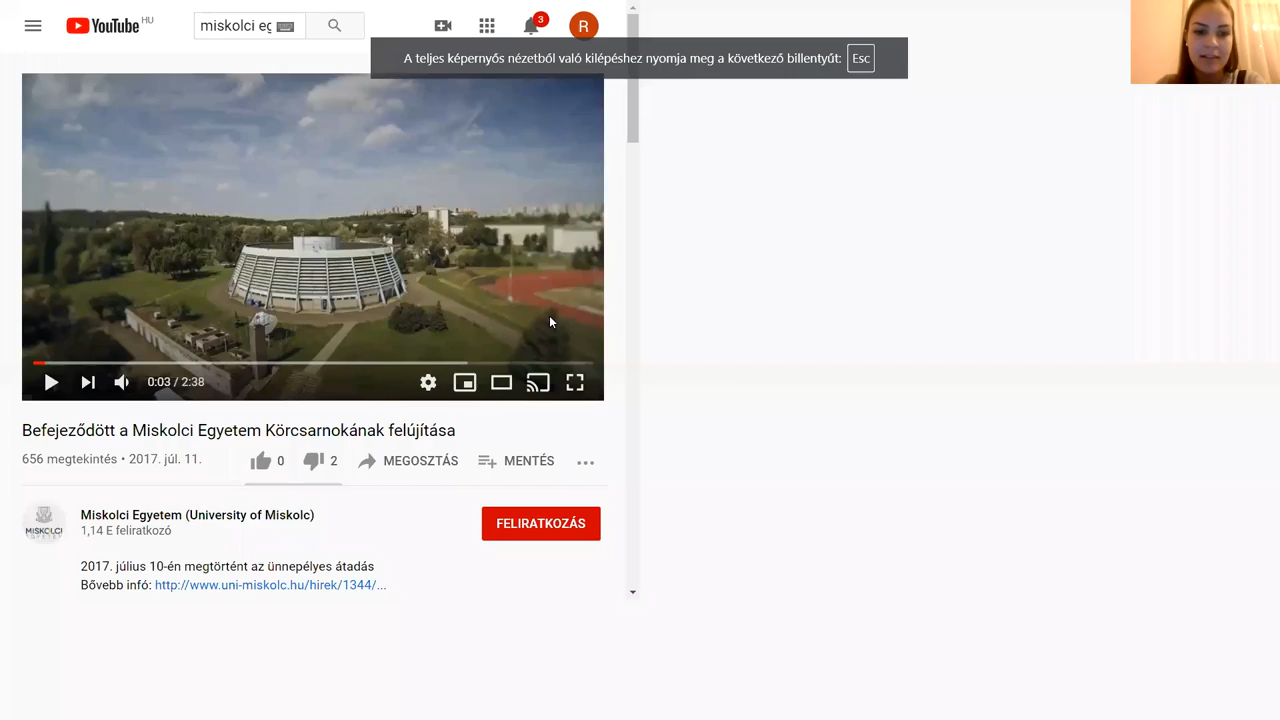 YouTube HU
miskolci eg
3
R
A teljes képernyős nézetből való kilépéshez nyomja meg a következő billentyűt: Esc
0:03 / 2:38
Befejeződött a Miskolci Egyetem Körcsarnokának felújítása
656 megtekintés • 2017. júl. 11.
0
2
MEGOSZTÁS
MENTÉS
MISKOLCI
EGYETEM
Miskolci Egyetem (University of Miskolc)
1,14 E feliratkozó
FELIRATKOZÁS
2017. július 10-én megtörtént az ünnepélyes átadás
Bővebb infó: http://www.uni-miskolc.hu/hirek/1344/...